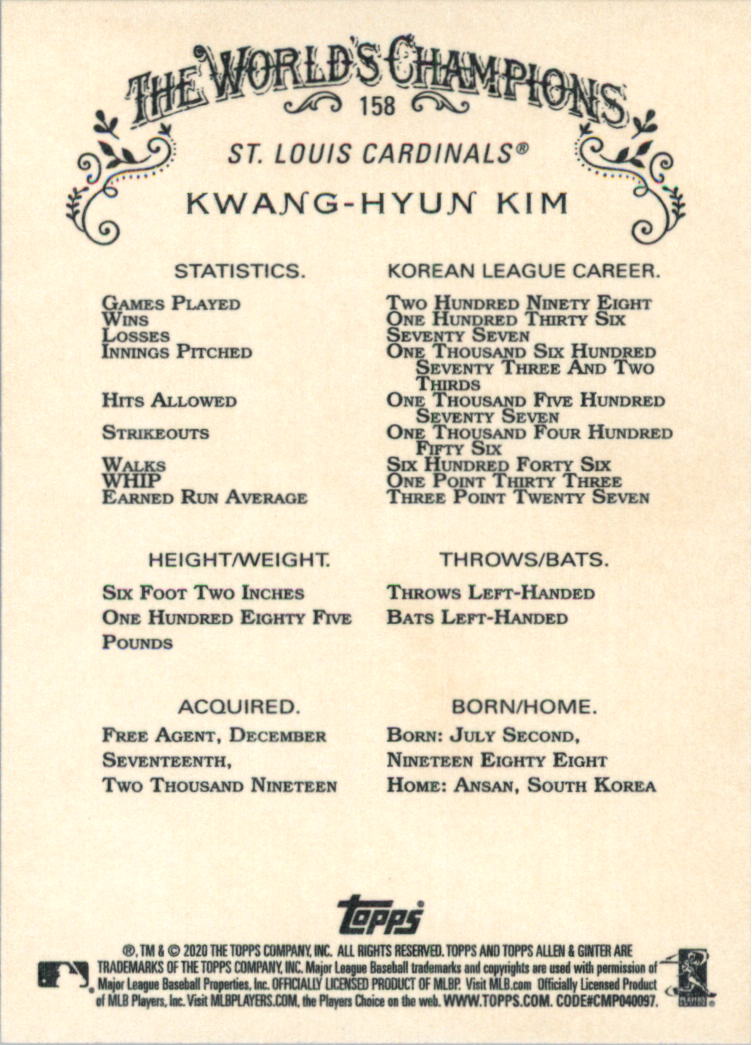 THE WORLD'S CHAMPIONS
158
ST. LOUIS CARDINALS®
KWANG-HYUN KIM
STATISTICS. KOREAN LEAGUE CAREER.
GAMES PLAYED TWO HUNDRED NINETY EIGHT
WINS ONE HUNDRED THIRTY SIX
LOSSES SEVENTY SEVEN
INNINGS PITCHED ONE THOUSAND SIX HUNDRED
SEVENTY THREE AND TWO
THIRDS
HITS ALLOWED ONE THOUSAND FIVE HUNDRED
SEVENTY SEVEN
STRIKEOUTS ONE THOUSAND FOUR HUNDRED
FIFTY SIX
WALKS SIX HUNDRED FORTY SIX
WHIP ONE POINT THIRTY THREE
EARNED RUN AVERAGE THREE POINT TWENTY SEVEN
HEIGHT/WEIGHT.
SIX FOOT TWO INCHES
ONE HUNDRED EIGHTY FIVE
POUNDS
THROWS/BATS.
THROWS LEFT-HANDED
BATS LEFT-HANDED
ACQUIRED.
FREE AGENT, DECEMBER
SEVENTEENTH,
TWO THOUSAND NINETEEN
BORN/HOME.
BORN: JULY SECOND,
NINETEEN EIGHTY EIGHT
HOME: ANSAN, SOUTH KOREA
Topps
®, TM & © 2020 THE TOPPS COMPANY, INC. ALL RIGHTS RESERVED. TOPPS AND TOPPS ALLEN & GINTER ARE
TRADEMARKS OF THE TOPPS COMPANY, INC. Major League Baseball trademarks and copyrights are used with permission of
Major League Baseball Properties, Inc. OFFICIALLY LICENSED PRODUCT OF MLBP. Visit MLB.com Officially Licensed Product
of MLB Players, Inc. Visit MLBPLAYERS.COM, the Players Choice on the web. WWW.TOPPS.COM. CODE#CMP040097.